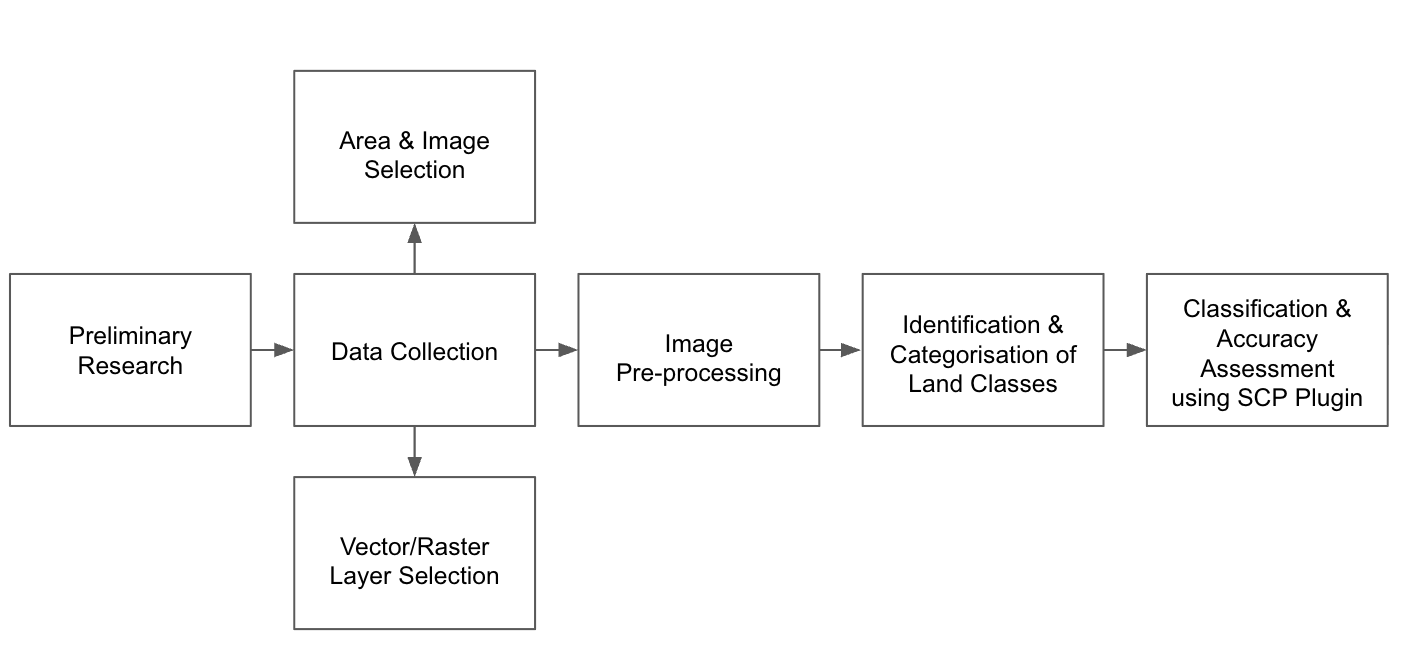 Area & Image
Selection
Preliminary
Research
Data Collection
Image
Pre-processing
Identification &
Categorisation of
Land Classes
Classification &
Accuracy
Assessment
using SCP Plugin
Vector/Raster
Layer Selection